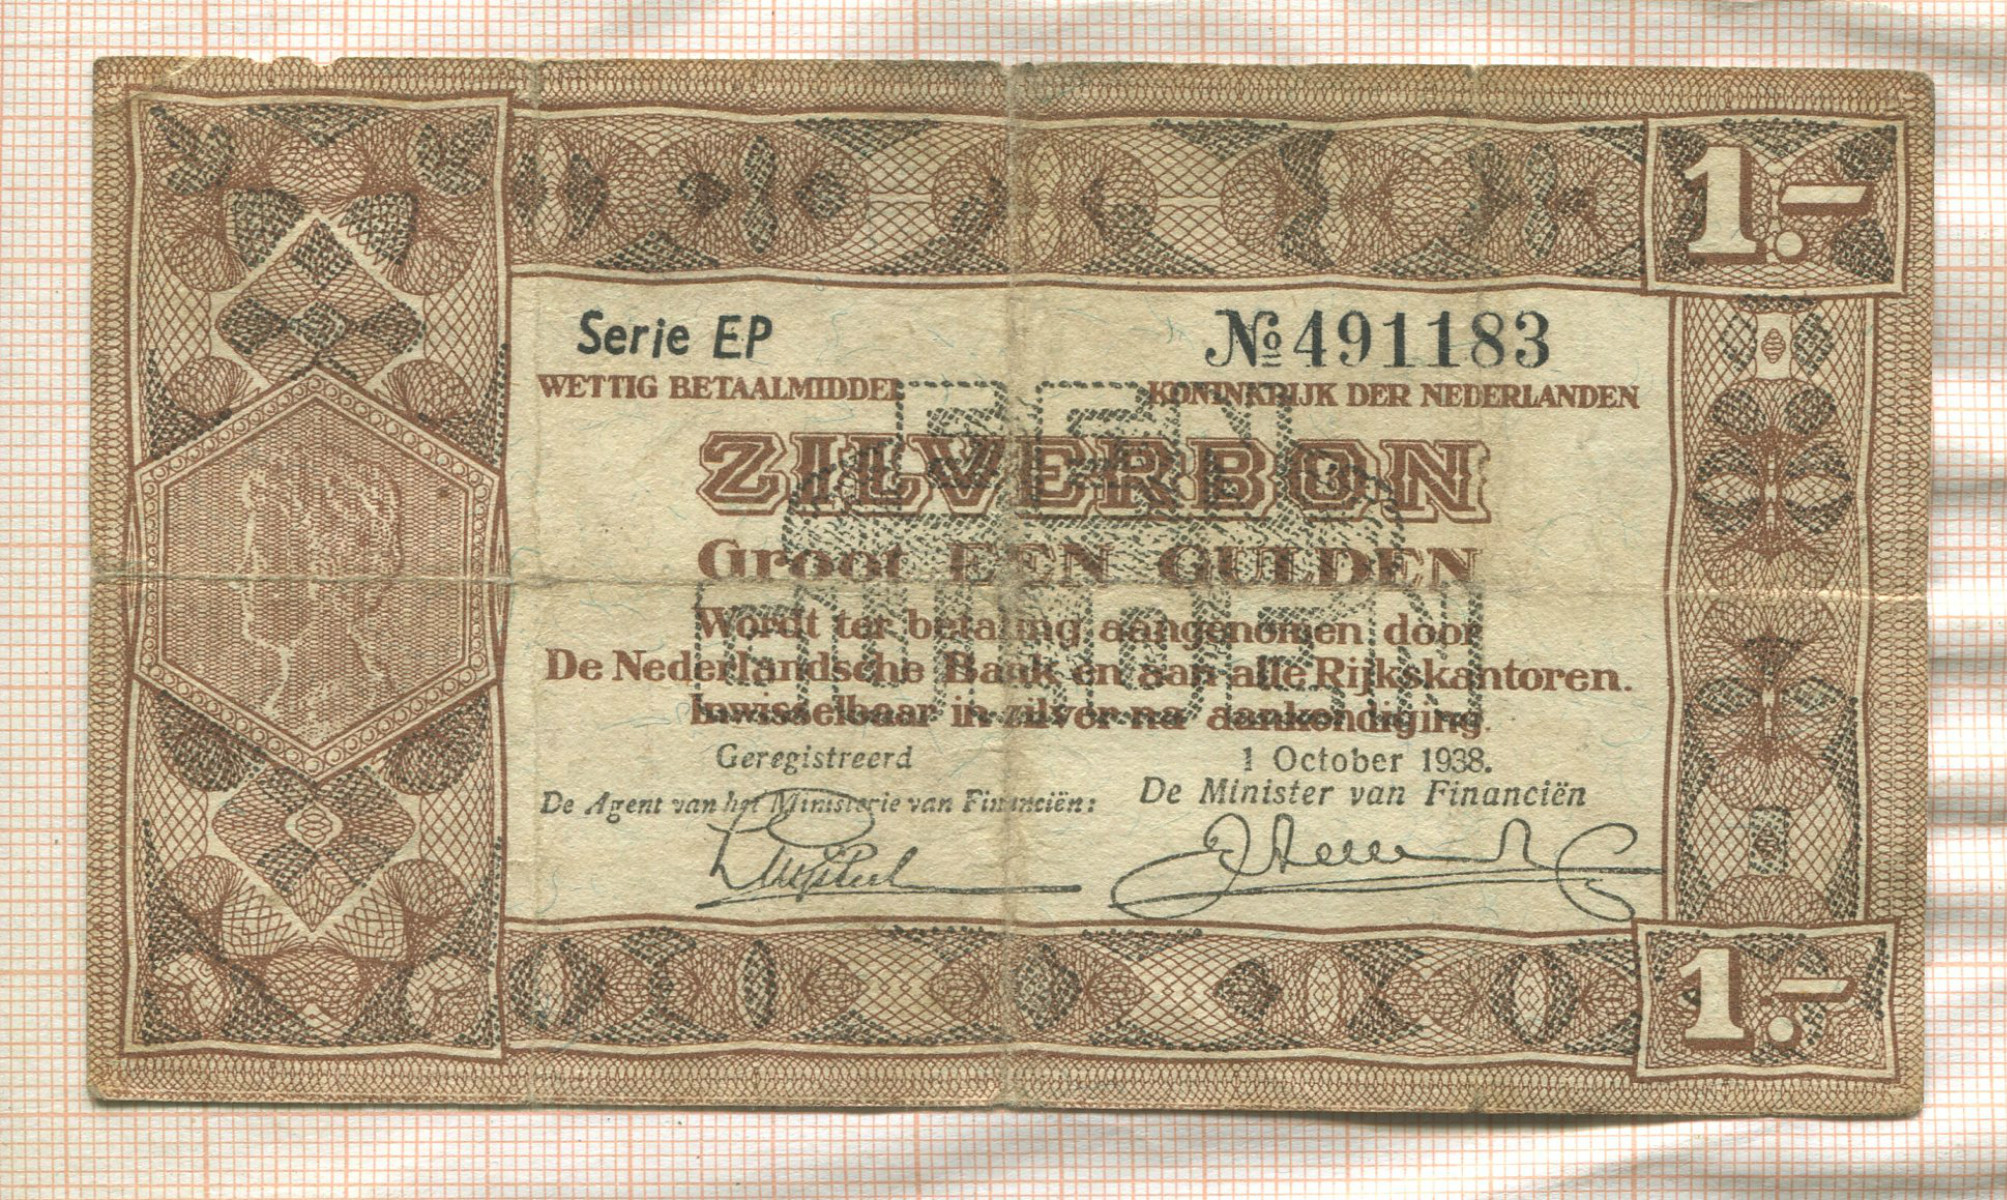 1.-
Serie EP № 491183
WETTIG BETAALMIDDEL KONINKRIJK DER NEDERLANDEN
ZILVERBON
Groot EEN GULDEN
Wordt ter betaling aangenomen door
De Nederlandsche Bank en aan alle Rijkskantoren.
Inwisselbaar in zilver na aankondiging.
Geregistreerd 1 October 1938.
De Agent van het Ministerie van Financiën: De Minister van Financiën
1.-